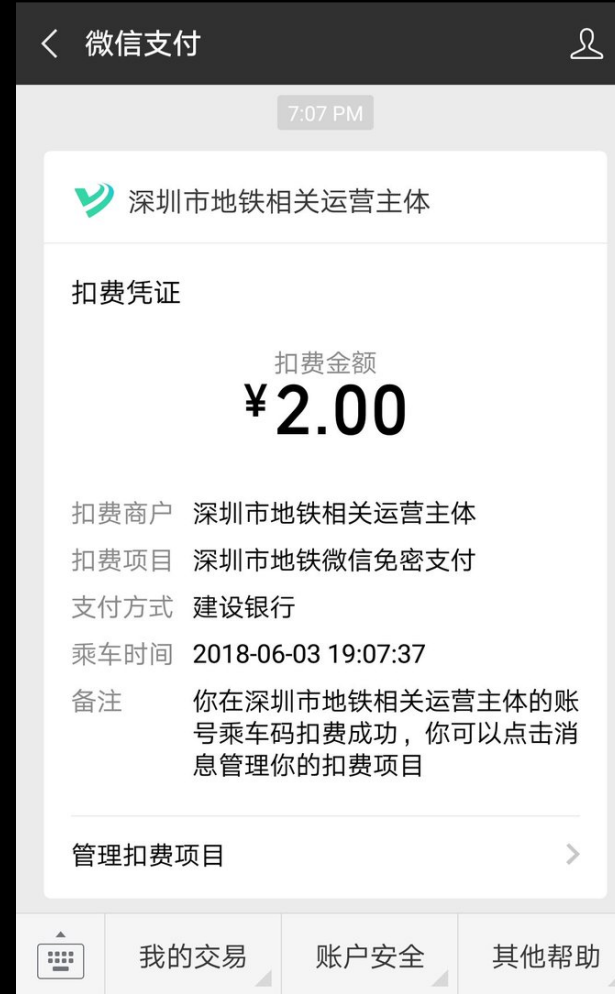 微信支付
7:07 PM
深圳市地铁相关运营主体
扣费凭证
扣费金额
¥2.00
扣费商户 深圳市地铁相关运营主体
扣费项目 深圳市地铁微信免密支付
支付方式 建设银行
乘车时间 2018-06-03 19:07:37
备注 你在深圳市地铁相关运营主体的账
号乘车码扣费成功，你可以点击消
息管理你的扣费项目
管理扣费项目
我的交易 账户安全 其他帮助